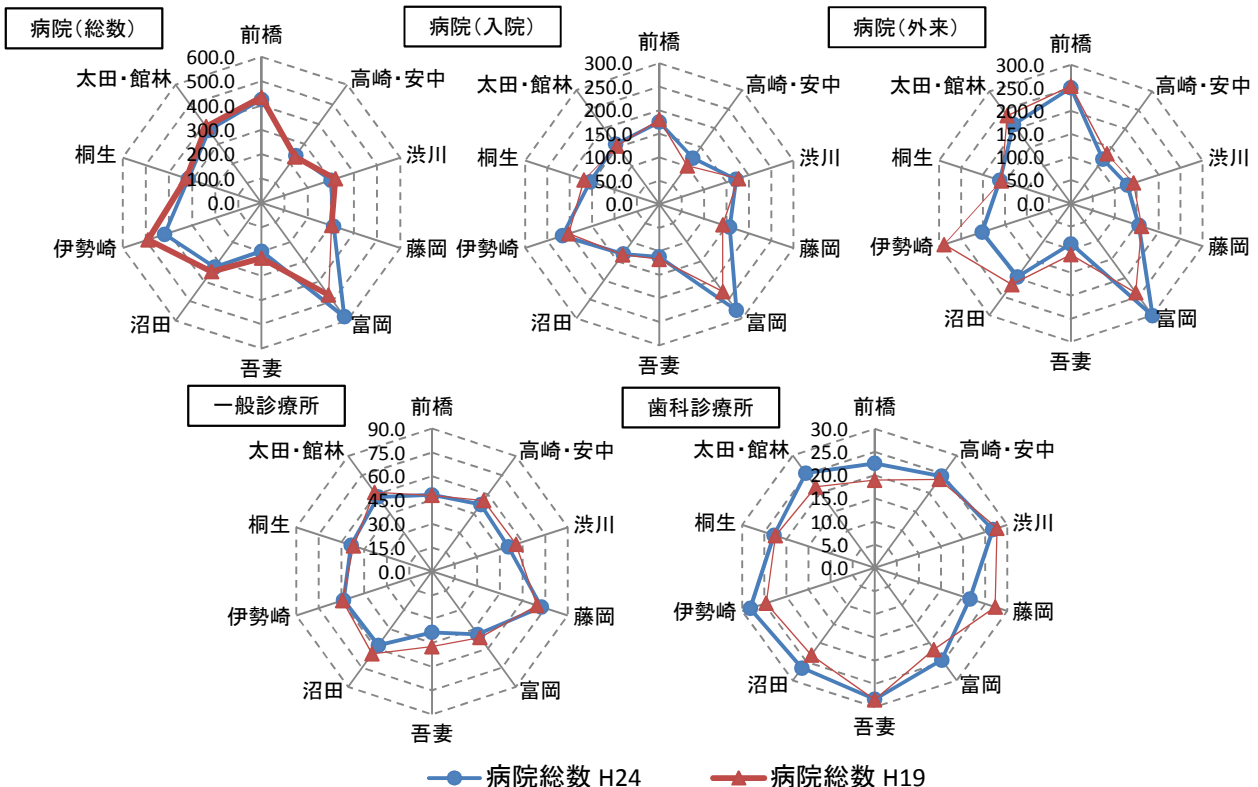 病院(総数)
前橋
高崎・安中
渋川
藤岡
富岡
吾妻
沼田
伊勢崎
桐生
太田・館林
600.0
500.0
400.0
300.0
200.0
100.0
0.0
病院(入院)
前橋
高崎・安中
渋川
藤岡
富岡
吾妻
沼田
伊勢崎
桐生
太田・館林
300.0
250.0
200.0
150.0
100.0
50.0
0.0
病院(外来)
前橋
高崎・安中
渋川
藤岡
富岡
吾妻
沼田
伊勢崎
桐生
太田・館林
300.0
250.0
200.0
150.0
100.0
50.0
0.0
一般診療所
前橋
高崎・安中
渋川
藤岡
富岡
吾妻
沼田
伊勢崎
桐生
太田・館林
90.0
75.0
60.0
45.0
30.0
15.0
0.0
歯科診療所
前橋
高崎・安中
渋川
藤岡
富岡
吾妻
沼田
伊勢崎
桐生
太田・館林
30.0
25.0
20.0
15.0
10.0
5.0
0.0
病院総数 H24
病院総数 H19